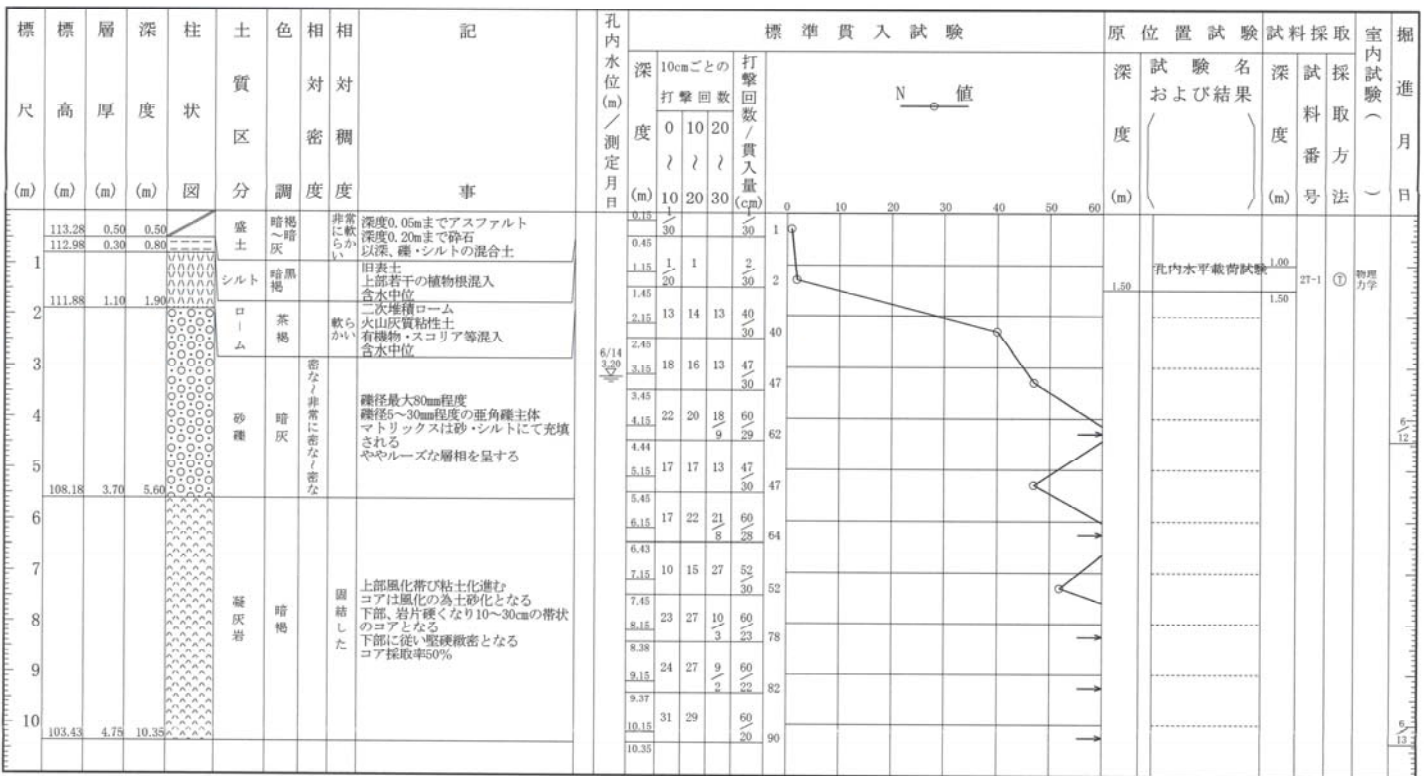 標尺(m) 標高(m) 層厚(m) 深度(m) 柱状図 土質区分 色調 相対密度 相対稠度 記事 孔内水位(m)/測定月日 標準貫入試験 原位置試験 試料採取 室内試験( ) 掘進月日
深度(m) 10cmごとの打撃回数 打撃回数/貫入量(cm) N 値 深度(m) 試験名および結果( ) 深度(m) 試料番号 採取方法
0~10 10~20 20~30
0 10 20 30 40 50 60
113.28 0.50 0.50 盛土 暗褐~暗灰 非常に軟らかい
深度0.05mまでアスファルト
深度0.20mまで砕石
以深、礫・シルトの混合土
112.98 0.30 0.80 シルト 暗黒褐
旧表土
上部若干の植物根混入
含水中位
111.88 1.10 1.90 ローム 茶褐 軟らかい
二次堆積ローム
火山灰質粘性土
有機物・スコリア等混入
含水中位
108.18 3.70 5.60 砂礫 暗灰 密な~非常に密な~密な
礫径最大80mm程度
礫径5~30mm程度の亜角礫主体
マトリックスは砂・シルトにて充填
される
ややルーズな層相を呈する
103.43 4.75 10.35 凝灰岩 暗褐 固結した
上部風化帯び粘土化進む
コアは風化の為土砂化となる
下部、岩片硬くなり10~30cmの帯状
のコアとなる
下部に従い堅硬緻密となる
コア採取率50%
1
2
3
4
5
6
7
8
9
10
6/14
3.20
0.15 1/30 1/30 1
0.45
1.15 1/20 1 2/30 2
1.45
2.15 13 14 13 40/30 40
2.45
3.15 18 16 13 47/30 47
3.45
4.15 22 20 18/9 60/29 62
4.44
5.15 17 17 13 47/30 47
5.45
6.15 17 22 21/8 60/28 64
6.43
7.15 10 15 27 52/30 52
7.45
8.15 23 27 10/3 60/23 78
8.38
9.15 24 27 9/2 60/22 82
9.37
10.15 31 29 60/20 90
10.35
1.50 孔内水平載荷試験
1.00
1.50 2T-1 Ⓣ 物理
力学
6/12
6/13